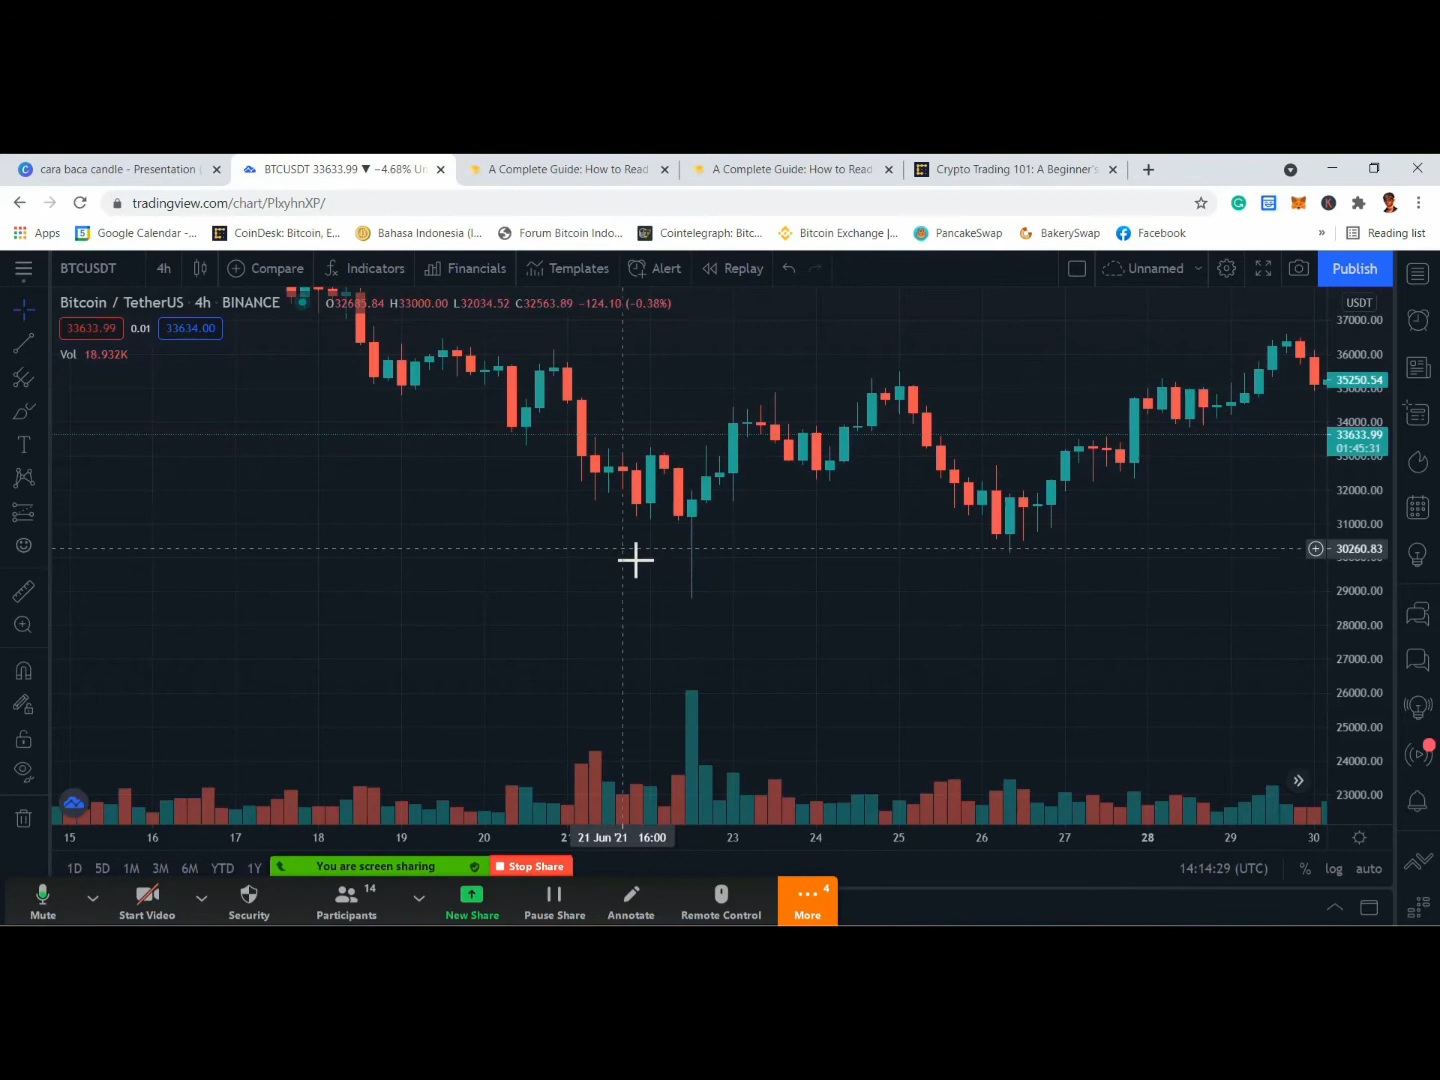 cara baca candle - Presentation
BTCUSDT 33633.99 ▼ −4.68% Un
A Complete Guide: How to Read
A Complete Guide: How to Read
Crypto Trading 101: A Beginner's
tradingview.com/chart/PlxyhnXP/
Apps
Google Calendar -...
CoinDesk: Bitcoin, E...
Bahasa Indonesia (I...
Forum Bitcoin Indo...
Cointelegraph: Bitc...
Bitcoin Exchange |...
PancakeSwap
BakerySwap
Facebook
»
Reading list
BTCUSDT
4h
Compare
Indicators
Financials
Templates
Alert
Replay
Unnamed
Publish
Bitcoin / TetherUS · 4h · BINANCE
O32685.84 H33000.00 L32034.52 C32563.89 −124.10 (−0.38%)
33633.99 0.01 33634.00
Vol 18.932K
USDT
37000.00
36000.00
35250.54
34000.00
33633.99
01:45:31
32000.00
31000.00
30260.83
29000.00
28000.00
27000.00
26000.00
25000.00
24000.00
23000.00
15 16 17 18 19 20 21 Jun '21 16:00 23 24 25 26 27 28 29 30
1D 5D 1M 3M 6M YTD 1Y
You are screen sharing
Stop Share
14:14:29 (UTC)
% log auto
Mute
Start Video
Security
14
Participants
New Share
Pause Share
Annotate
Remote Control
4
More